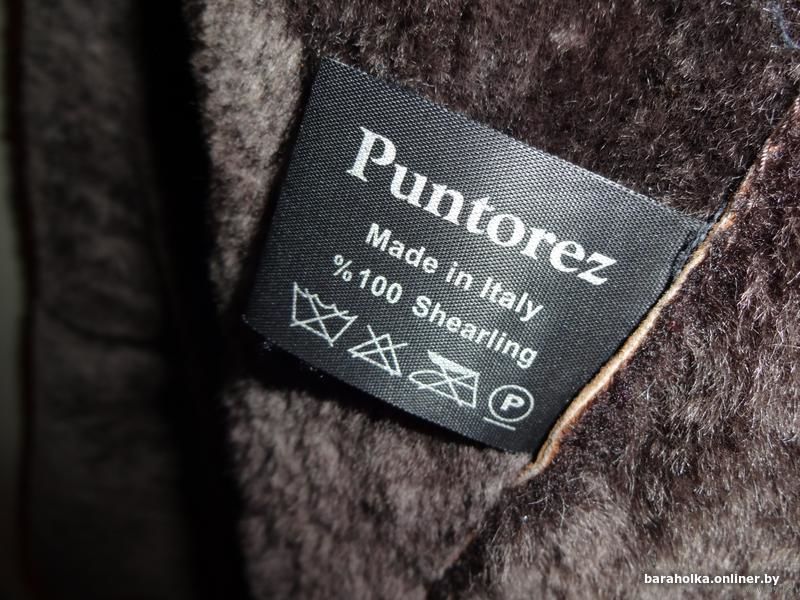 Puntorez
Made in Italy
%100 Shearling
P
baraholka.onliner.by